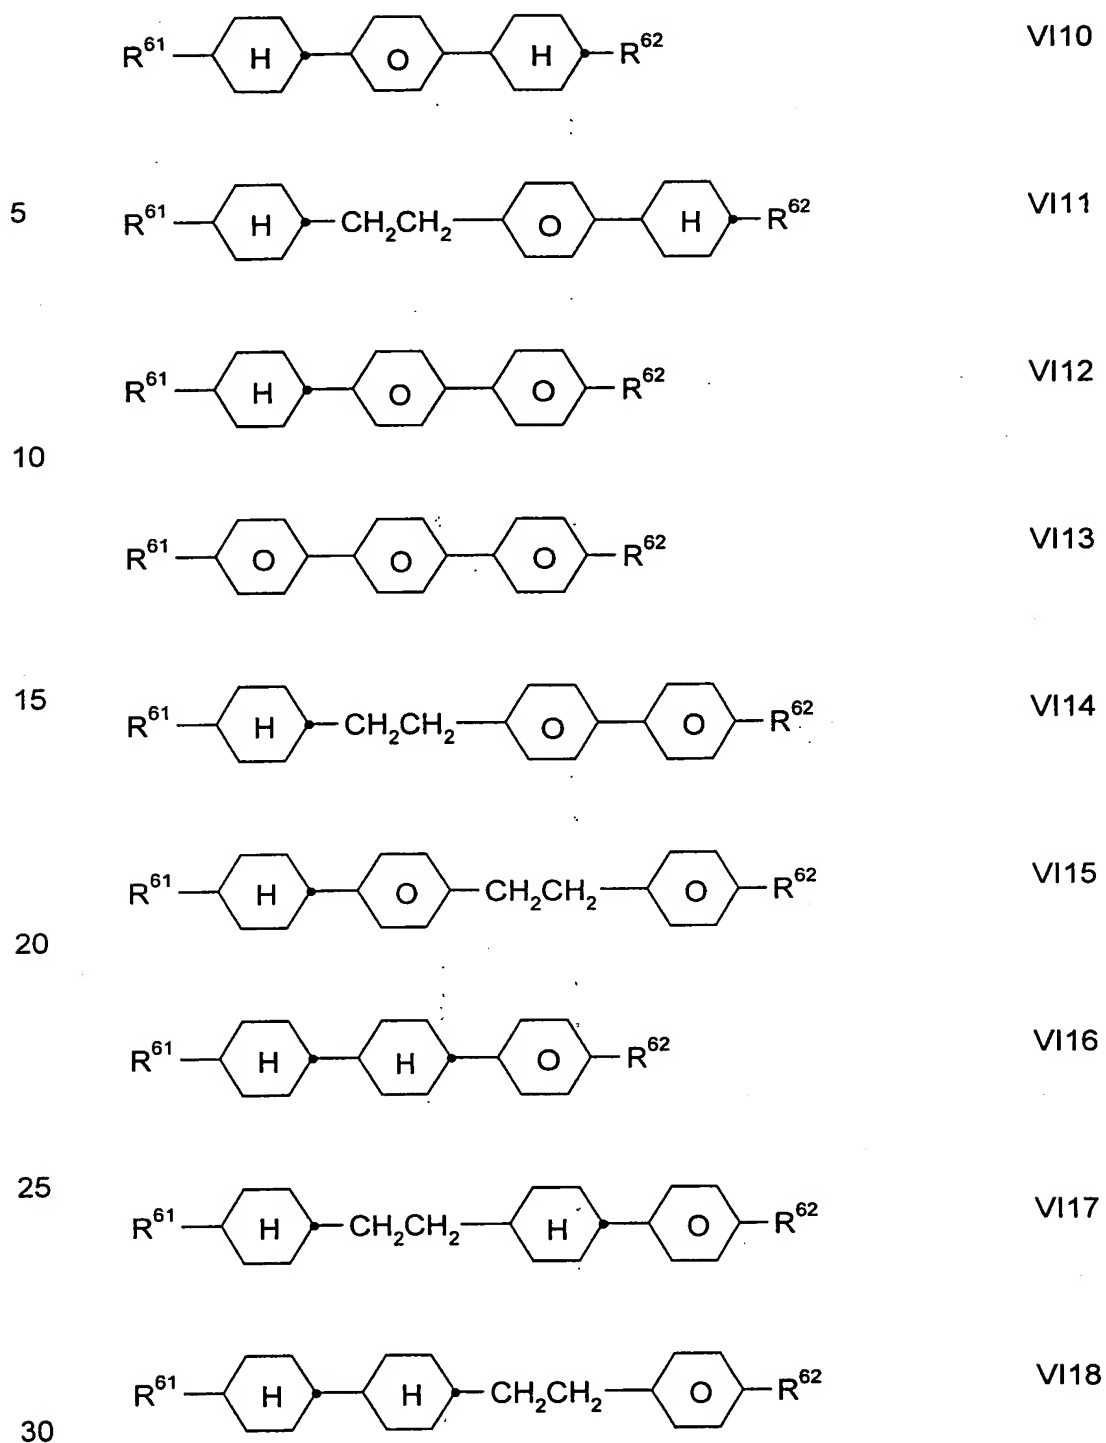 R⁶¹ H O H R⁶² VI10
5 R⁶¹ H CH₂CH₂ O H R⁶² VI11
R⁶¹ H O O R⁶² VI12
10
R⁶¹ O O O R⁶² VI13
15 R⁶¹ H CH₂CH₂ O O R⁶² VI14
R⁶¹ H O CH₂CH₂ O R⁶² VI15
20
R⁶¹ H H O R⁶² VI16
25 R⁶¹ H CH₂CH₂ H O R⁶² VI17
R⁶¹ H H CH₂CH₂ O R⁶² VI18
30